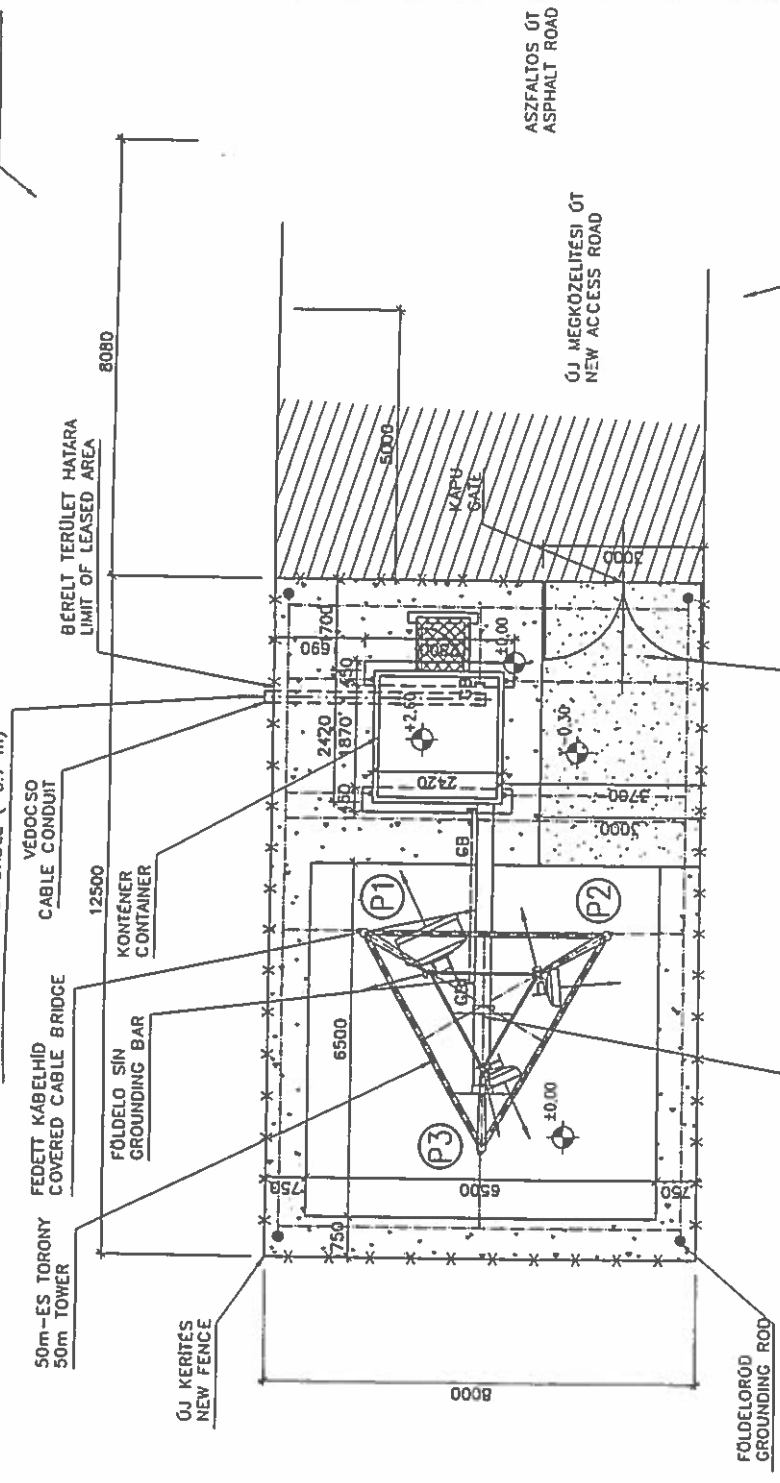 ASZFALTOS ÚT
ASPHALT ROAD
ÚJ MEGKÖZELITÉSI ÚT
NEW ACCESS ROAD
8080
5000
BÉRELT TERÜLET HATÁRA
LIMIT OF LEASED AREA
KAPU
GATE
3000
VÉDOCSO
CABLE CONDUIT
12500
KONTÉNER
CONTAINER
FEDETT KÁBELHÍD
COVERED CABLE BRIDGE
FÖLDELO SÍN
GROUNDING BAR
50m-ES TORONY
50m TOWER
ÚJ KERÍTÉS
NEW FENCE
690
700
450
2420
1870
2800
GB
±0,00
+2,60
2420
-0,30
3700
3000
GB
GB
P1
P2
P3
6500
±0,00
750
6500
750
750
8000
FÖLDELORÚD
GROUNDING ROD